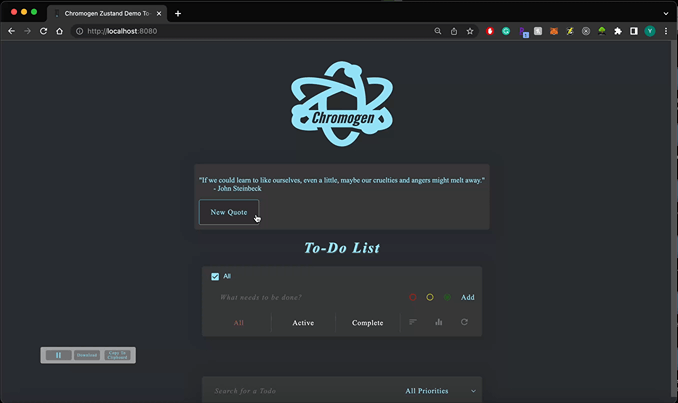 Chromogen Zustand Demo To-
http://localhost:8080
Y
Chromogen
"If we could learn to like ourselves, even a little, maybe our cruelties and angers might melt away."
- John Steinbeck
New Quote
To-Do List
All
What needs to be done?
Add
All Active Complete
Download
Copy To
Clipboard
Search for a Todo
All Priorities